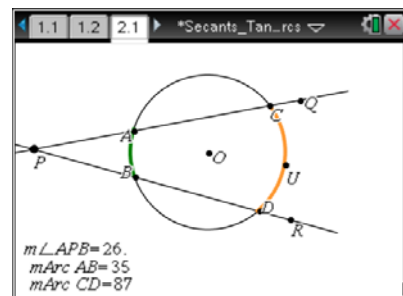 1.1 1.2 2.1 *Secants_Tan…rcs
Q
C
A
P
O
B
U
D
R
m∠APB=26.
mArc AB=35
mArc CD=87